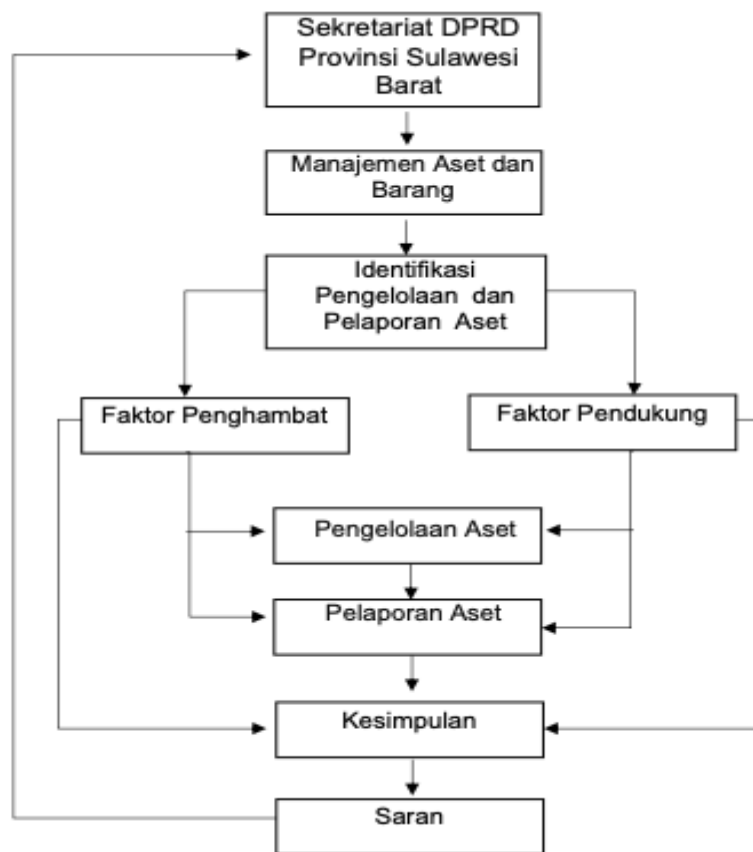 Sekretariat DPRD
Provinsi Sulawesi
Barat
Manajemen Aset dan
Barang
Identifikasi
Pengelolaan dan
Pelaporan Aset
Faktor Penghambat
Faktor Pendukung
Pengelolaan Aset
Pelaporan Aset
Kesimpulan
Saran